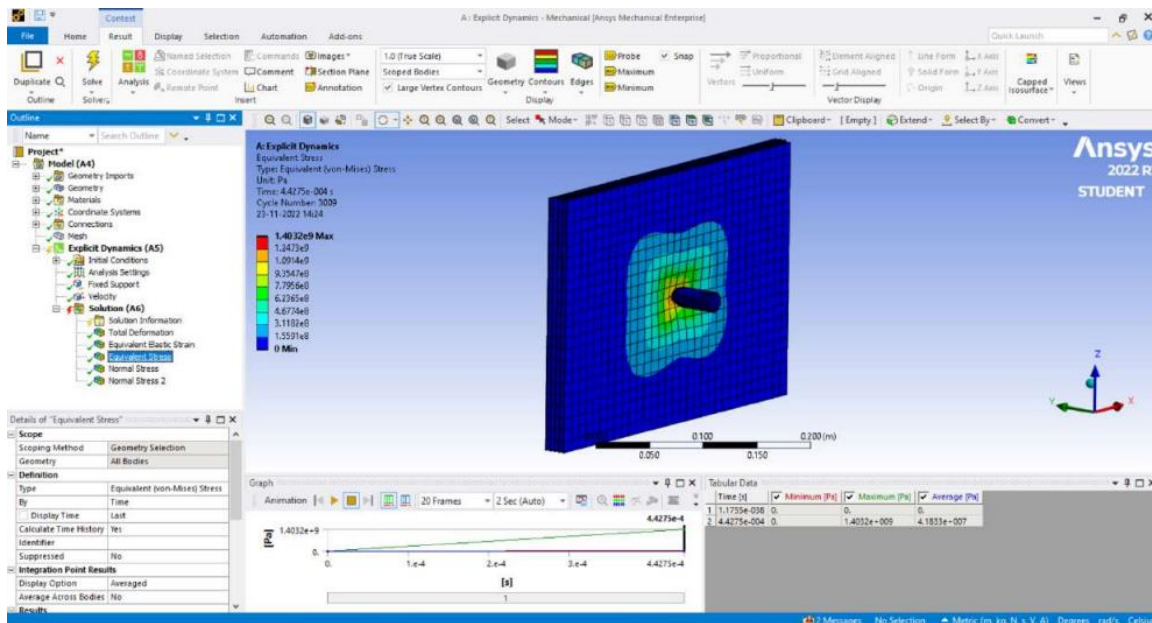 Context
A : Explicit Dynamics - Mechanical [Ansys Mechanical Enterprise]
File Home Result Display Selection Automation Add-ons
Quick Launch
Named Selection Commands Images* 1.0 (True Scale) Probe Snap Proportional Element Aligned Line Form X Axis
Coordinate System Comment Section Plane Scoped Bodies Maximum Uniform Grid Aligned Solid Form Y Axis
Duplicate Solve Analysis Remote Point Chart Annotation Large Vertex Contours Geometry Contours Edges Minimum Vectors Origin Z Axis Capped Isosurface Views
Outline Solver Insert Display Vector Display
Outline
Select Mode Clipboard [Empty] Extend Select By Convert
Name Search Outline
Project*
Model (A4)
Geometry Imports
Geometry
Materials
Coordinate Systems
Connections
Mesh
Explicit Dynamics (A5)
Initial Conditions
Analysis Settings
Fixed Support
Velocity
Solution (A6)
Solution Information
Total Deformation
Equivalent Elastic Strain
Equivalent Stress
Normal Stress
Normal Stress 2
A: Explicit Dynamics
Equivalent Stress
Type: Equivalent (von-Mises) Stress
Unit: Pa
Time: 4.4275e-004 s
Cycle Number: 3009
23-11-2022 14:24
1.4032e9 Max
1.2473e9
1.0914e9
9.3547e8
7.7956e8
6.2365e8
4.6774e8
3.1182e8
1.5591e8
0 Min
Ansys
2022 R
STUDENT
Z
Y
X
0.100 0.200 (m)
0.050 0.150
Details of "Equivalent Stress"
Scope
Scoping Method Geometry Selection
Geometry All Bodies
Definition
Type Equivalent (von-Mises) Stress
By Time
Display Time Last
Calculate Time History Yes
Identifier
Suppressed No
Integration Point Results
Display Option Averaged
Average Across Bodies No
Results
Graph
Animation 20 Frames 2 Sec (Auto)
4.4275e-4
1.4032e+9
[Pa]
0.
0. 1.e-4 2.e-4 3.e-4 4.4275e-4
[s]
1
Tabular Data
Time [s] Minimum [Pa] Maximum [Pa] Average [Pa]
1 1.1755e-038 0. 0. 0.
2 4.4275e-004 0. 1.4032e+009 4.1833e+007
2 Messages No Selection Metric (m, kg, N, s, V, A) Degrees rad/s Celsiu